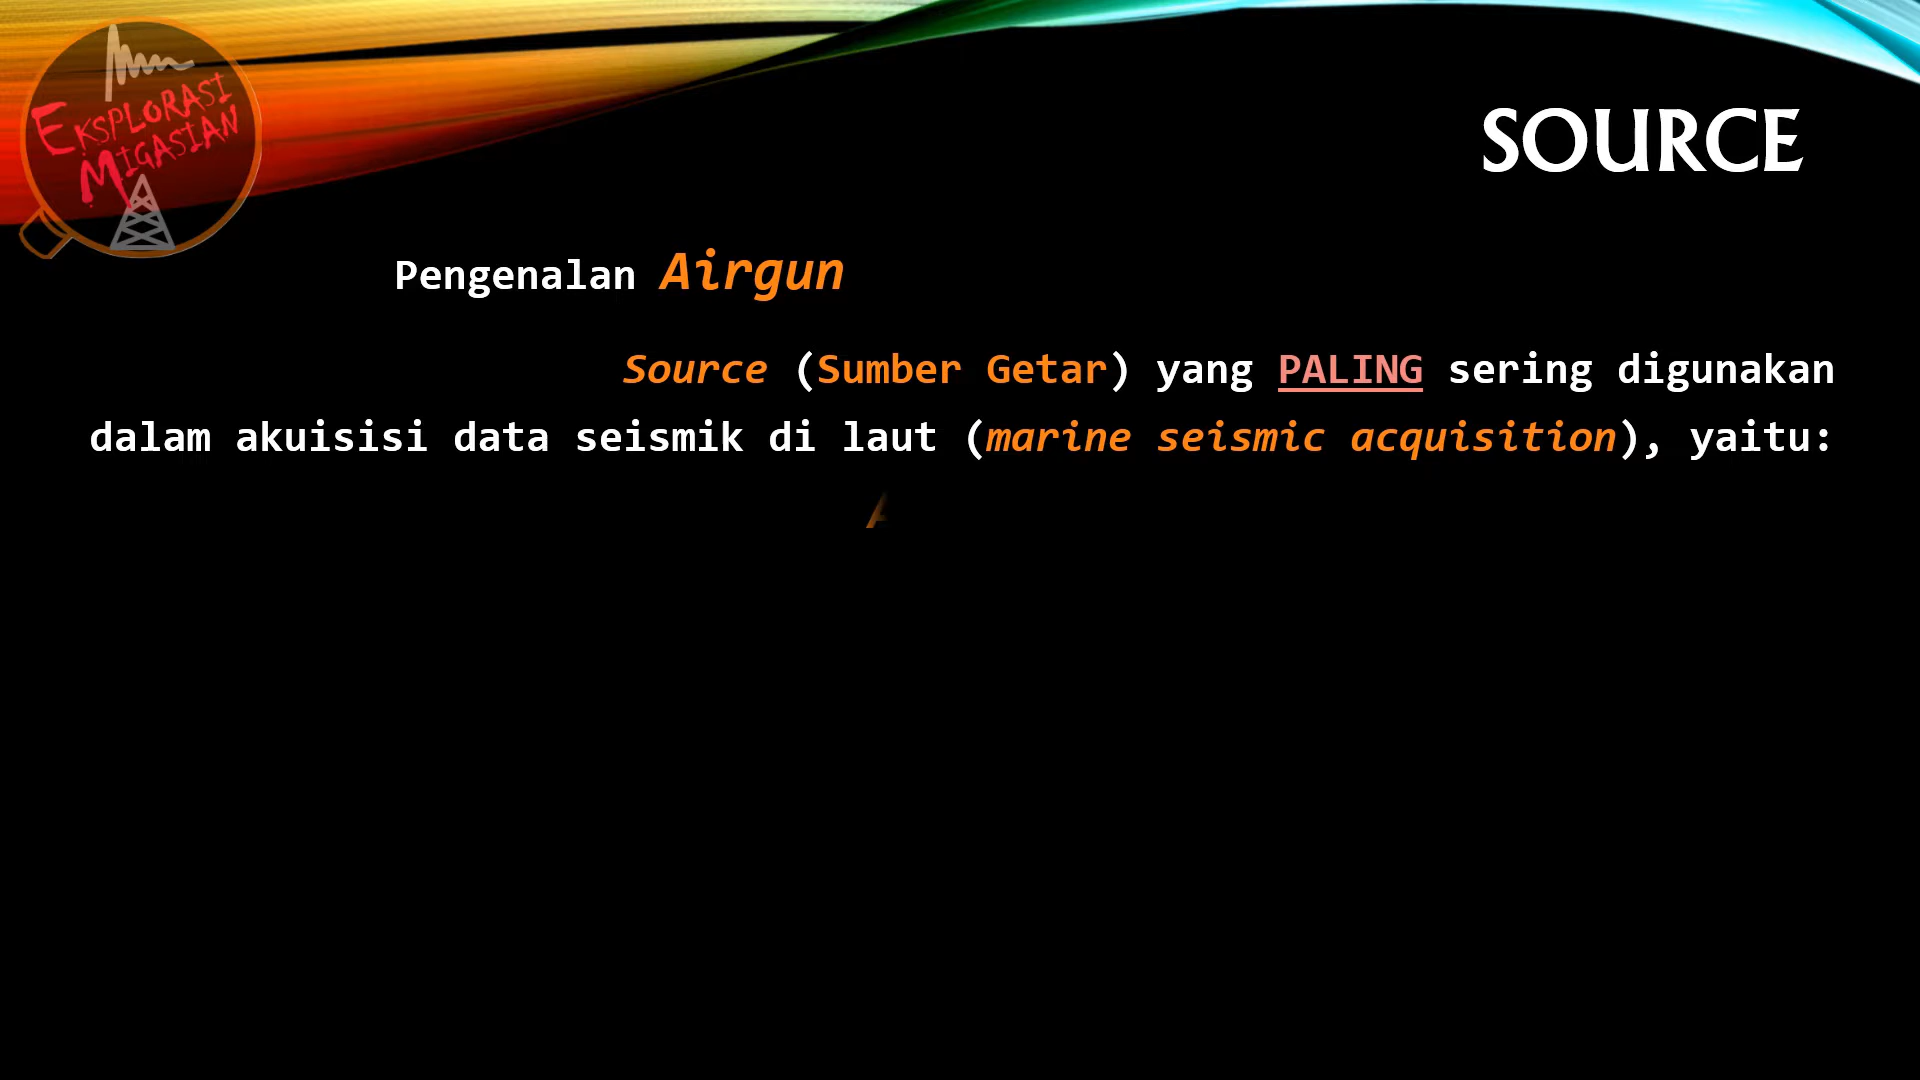 EKSPLORASI
MIGASIAN
SOURCE
Pengenalan Airgun
Source (Sumber Getar) yang PALING sering digunakan
dalam akuisisi data seismik di laut (marine seismic acquisition), yaitu:
A